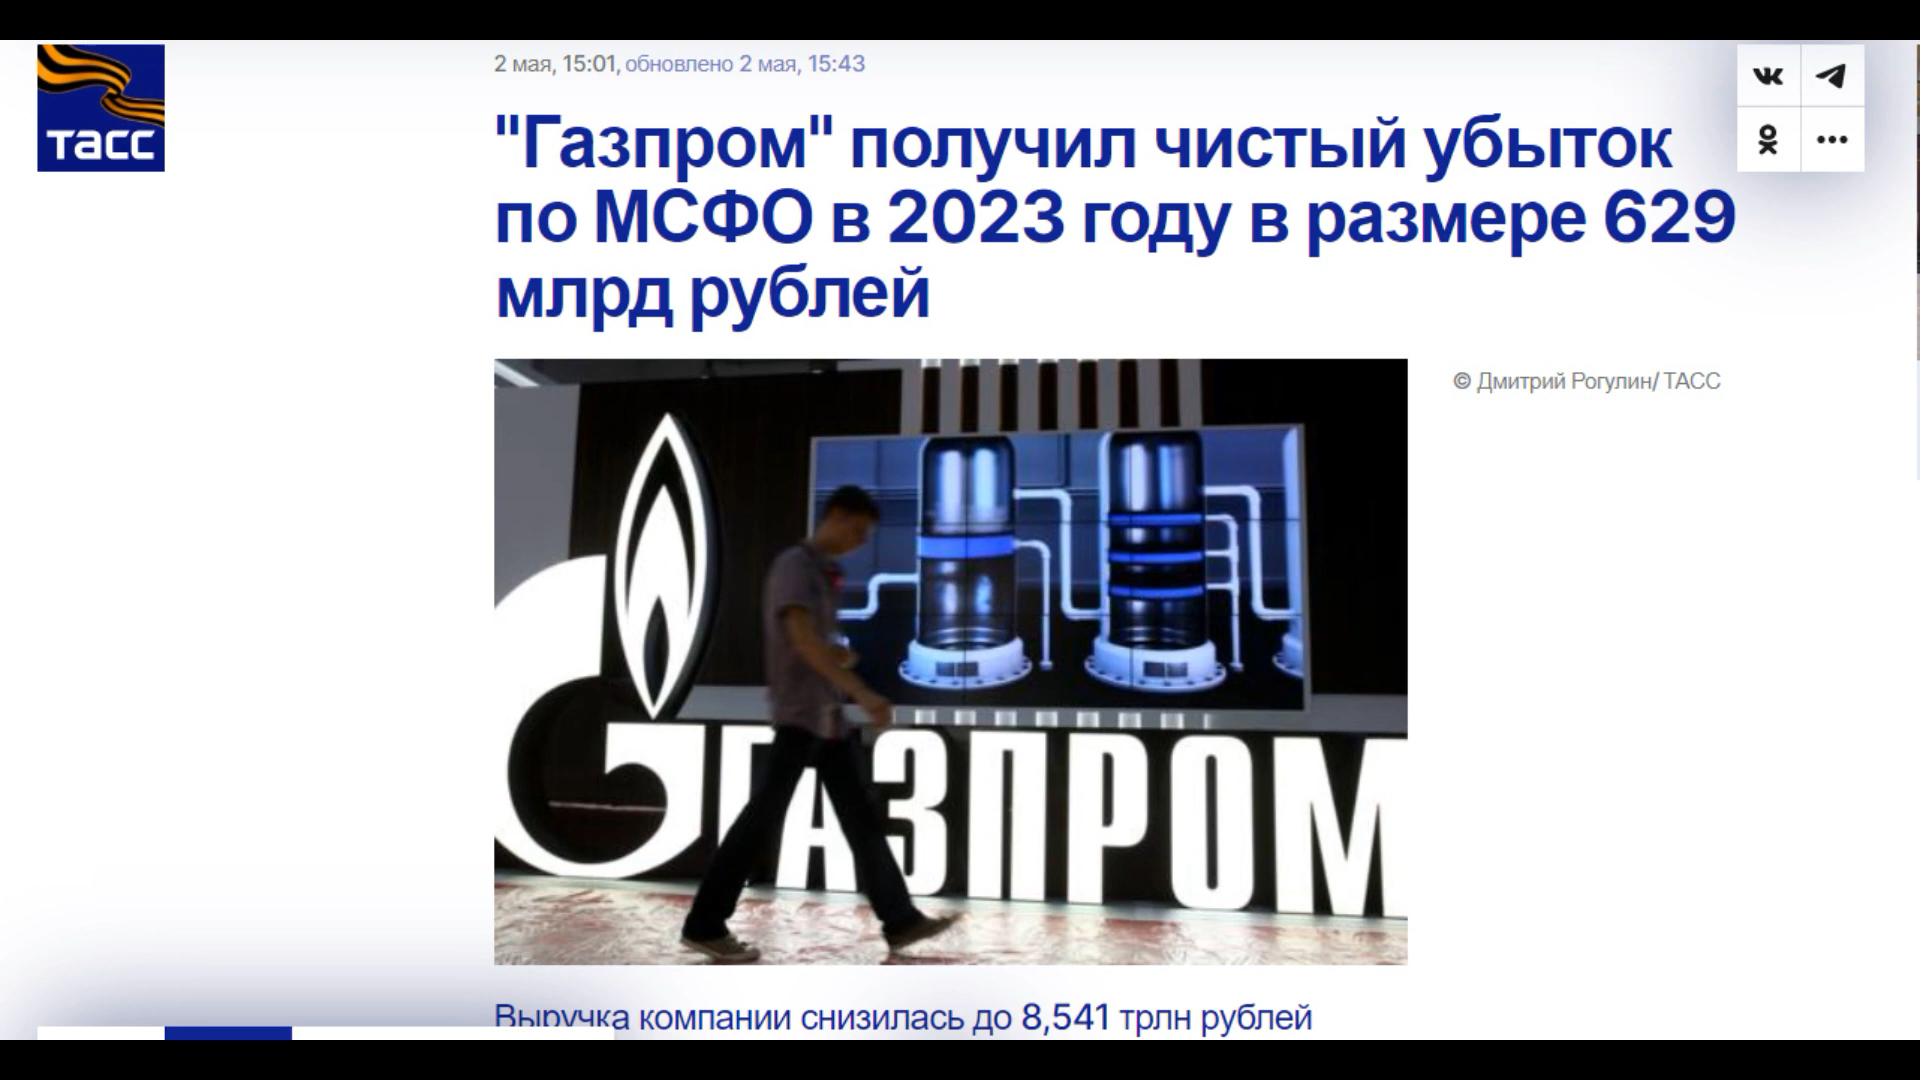 тасс
2 мая, 15:01, обновлено 2 мая, 15:43
"Газпром" получил чистый убыток
по МСФО в 2023 году в размере 629
млрд рублей
© Дмитрий Рогулин/ ТАСС
ГАЗПРОМ
Выручка компании снизилась до 8,541 трлн рублей